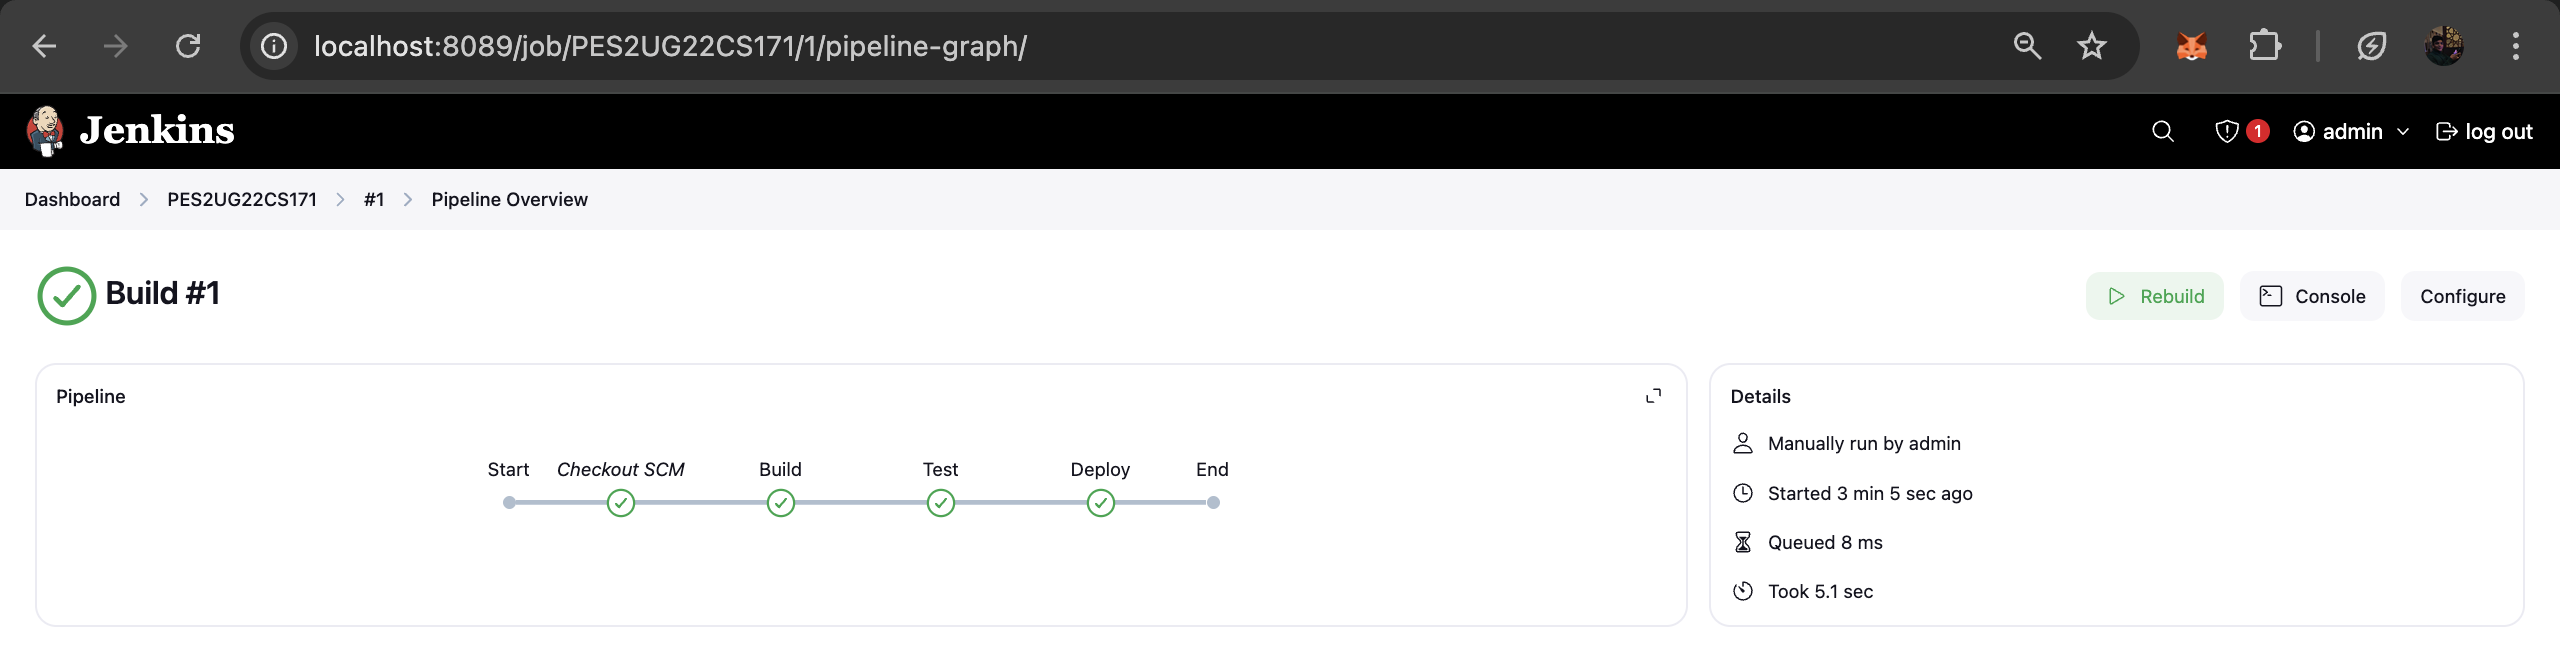 localhost:8089/job/PES2UG22CS171/1/pipeline-graph/
Jenkins
1
admin
log out
Dashboard > PES2UG22CS171 > #1 > Pipeline Overview
Build #1
Rebuild
Console
Configure
Pipeline
Start Checkout SCM Build Test Deploy End
Details
Manually run by admin
Started 3 min 5 sec ago
Queued 8 ms
Took 5.1 sec